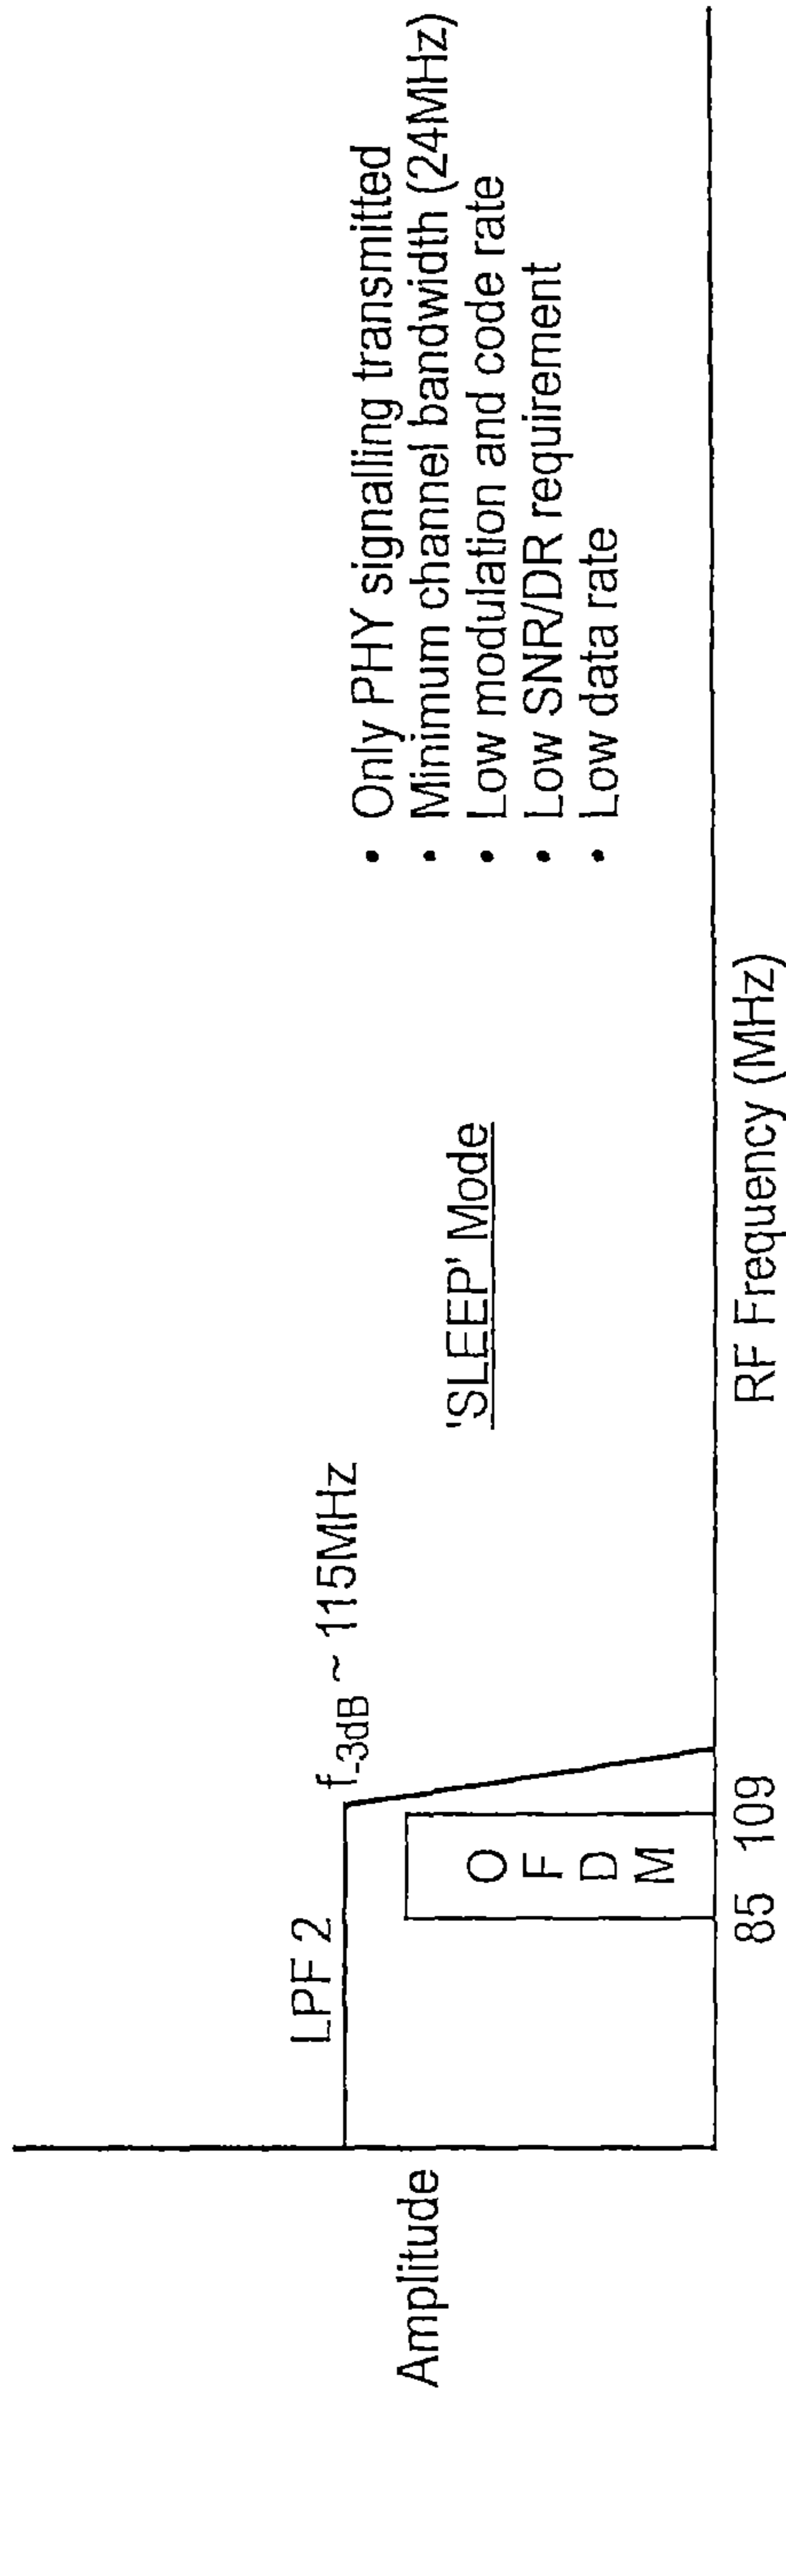 Amplitude
LPF 2
f-3dB ~ 115MHz
O
F
D
M
85 109
RF Frequency (MHz)
'SLEEP' Mode
• Only PHY signalling transmitted
• Minimum channel bandwidth (24MHz)
• Low modulation and code rate
• Low SNR/DR requirement
• Low data rate